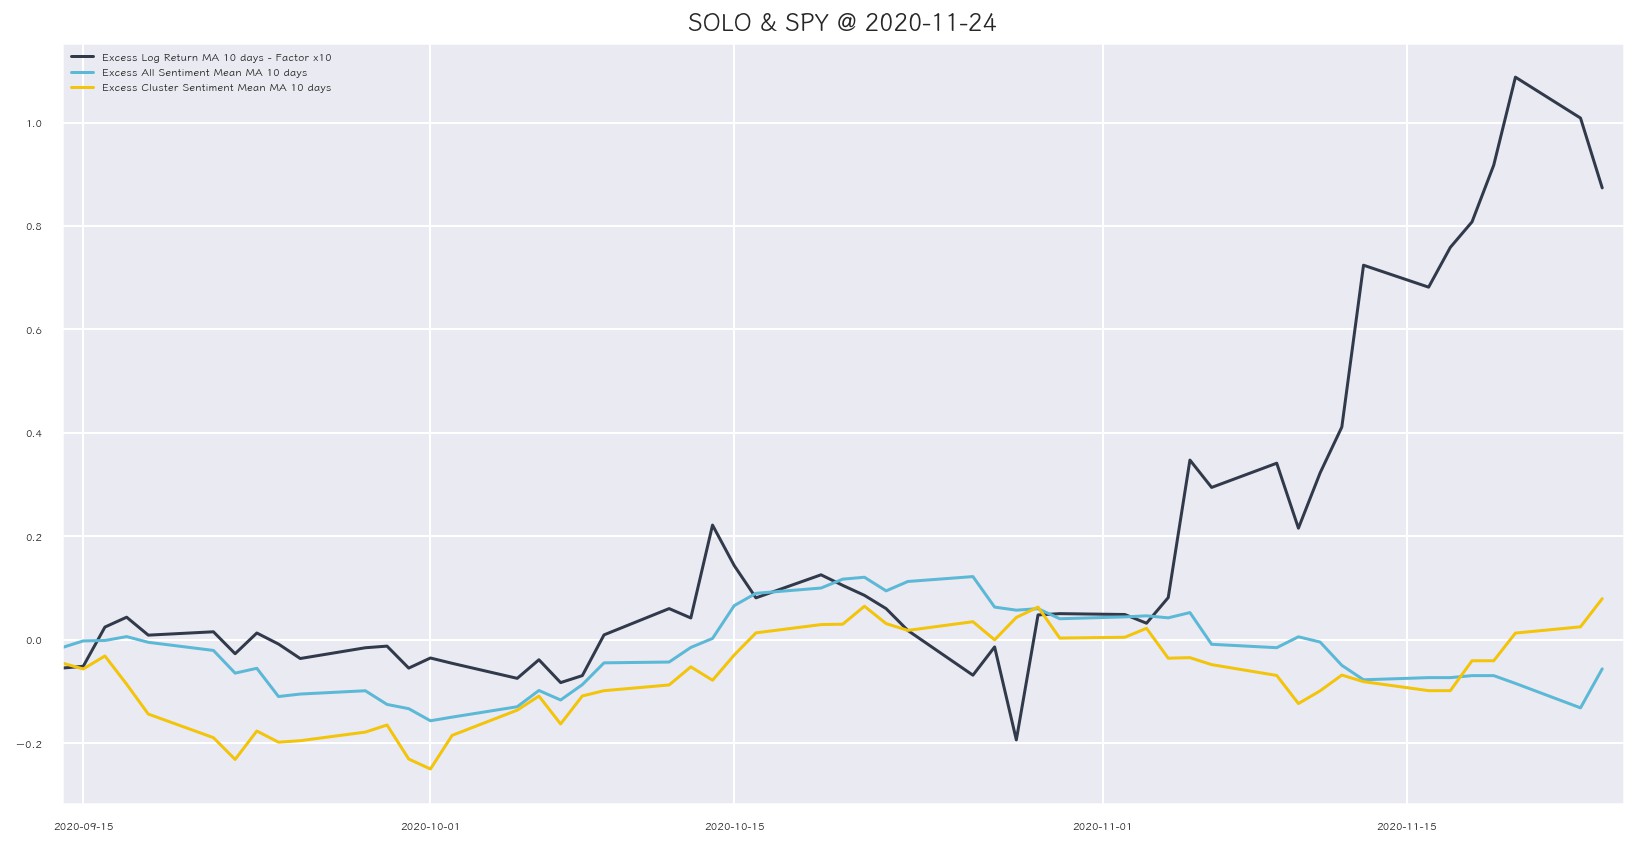 SOLO & SPY @ 2020-11-24
Excess Log Return MA 10 days - Factor x10
Excess All Sentiment Mean MA 10 days
Excess Cluster Sentiment Mean MA 10 days
1.0
0.8
0.6
0.4
0.2
0.0
−0.2
2020-09-15 2020-10-01 2020-10-15 2020-11-01 2020-11-15